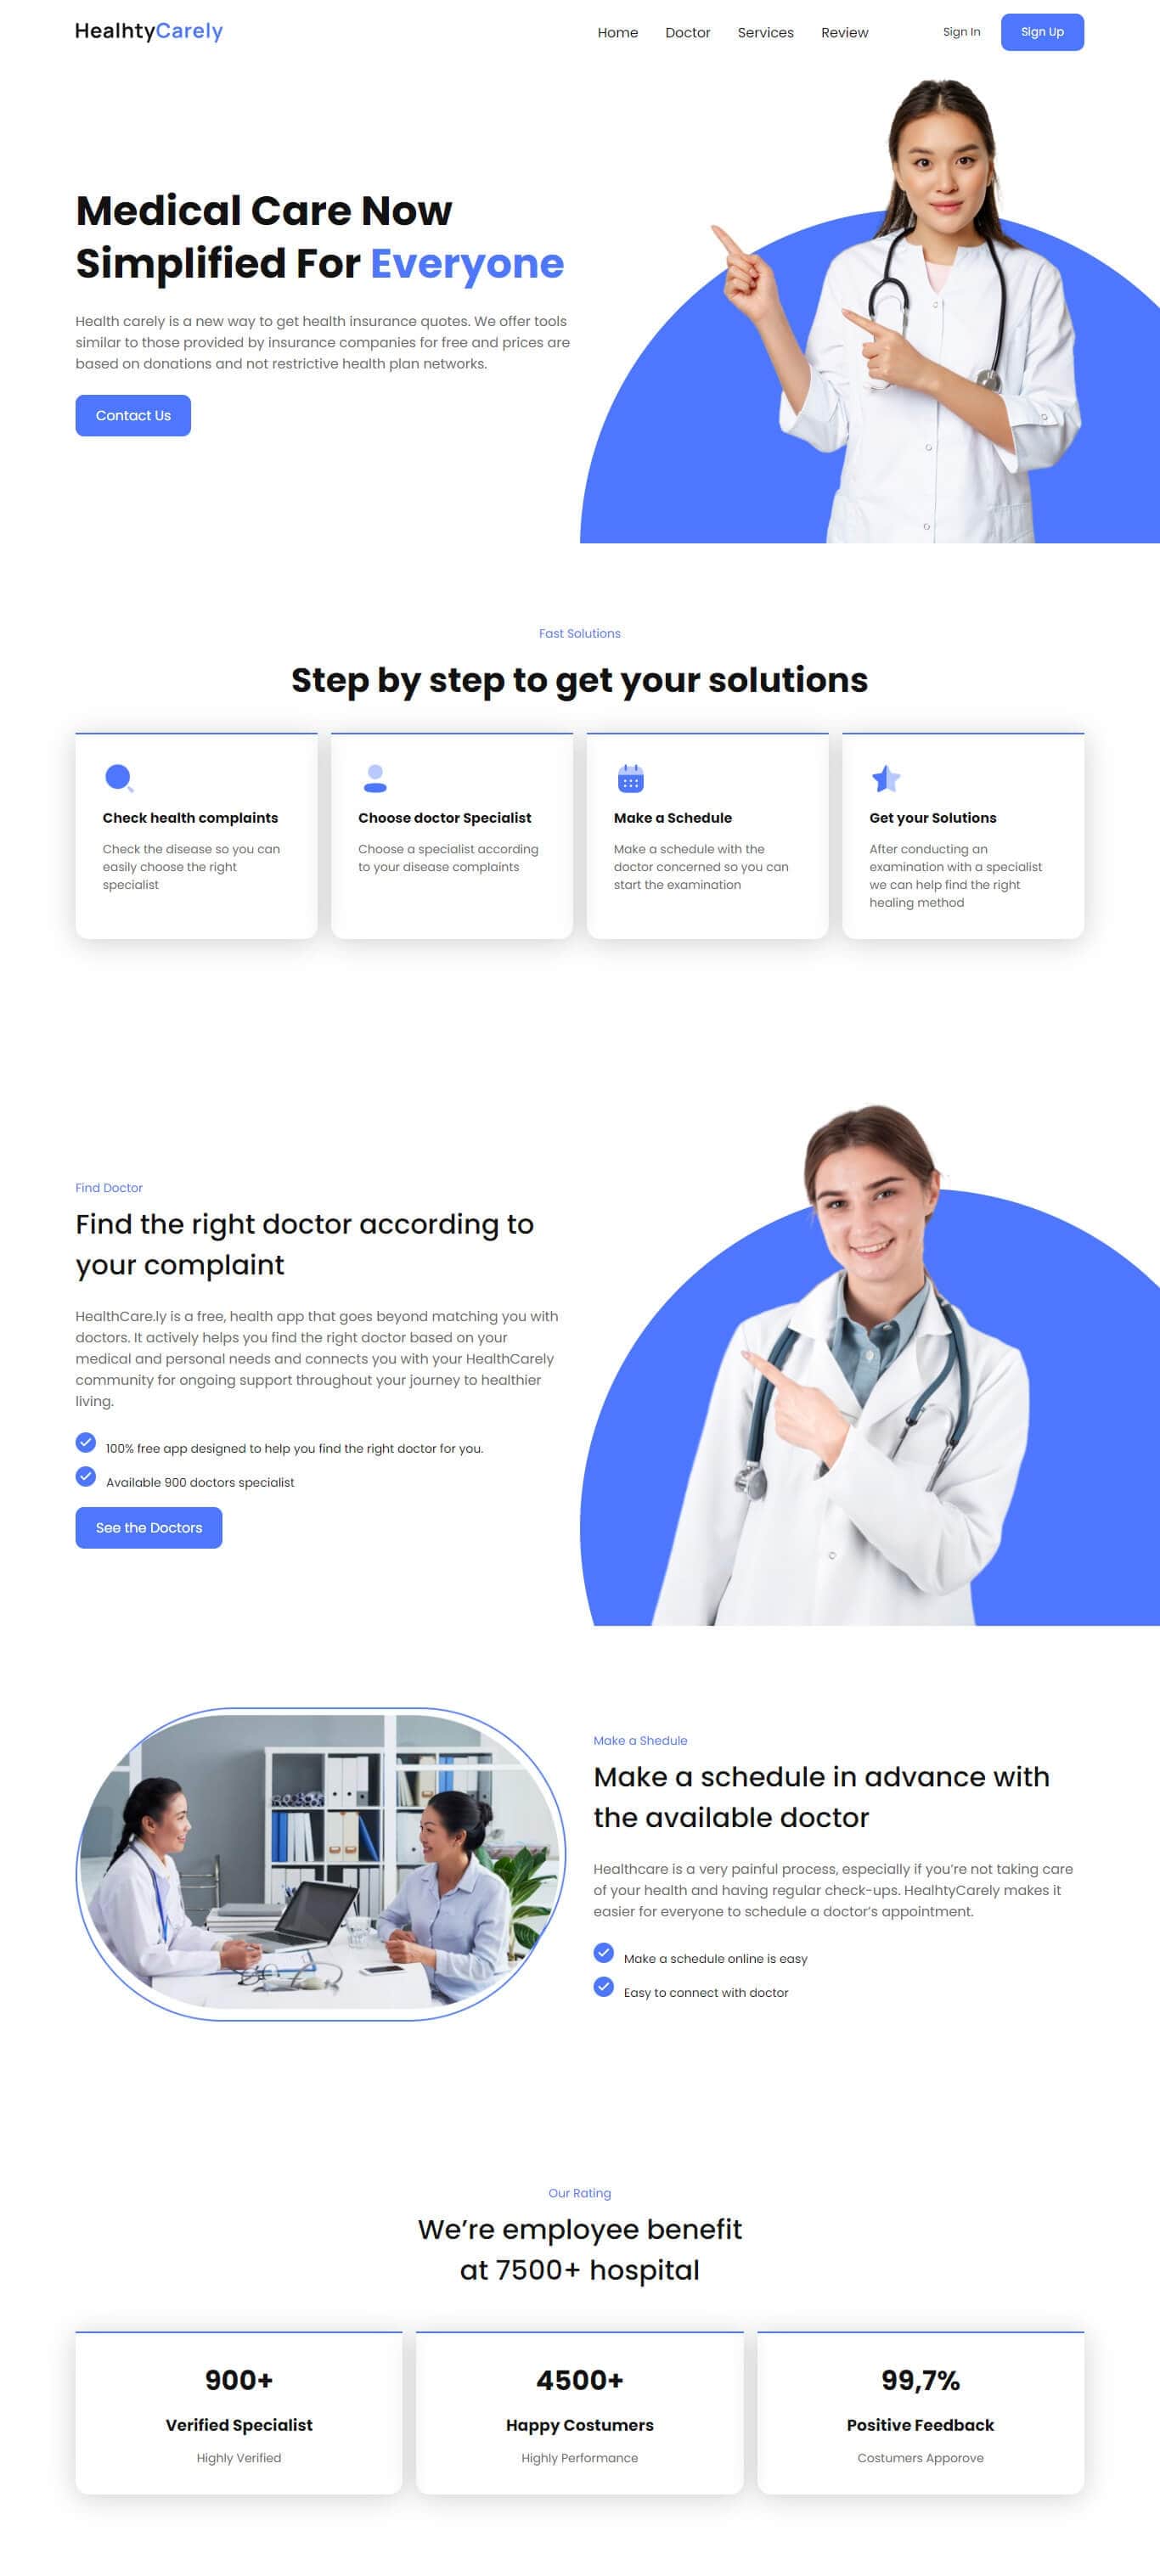 HealhtyCarely
Home Doctor Services Review Sign In Sign Up
Medical Care Now
Simplified For Everyone
Health carely is a new way to get health insurance quotes. We offer tools
similar to those provided by insurance companies for free and prices are
based on donations and not restrictive health plan networks.
Contact Us
Fast Solutions
Step by step to get your solutions
Check health complaints
Check the disease so you can
easily choose the right
specialist
Choose doctor Specialist
Choose a specialist according
to your disease complaints
Make a Schedule
Make a schedule with the
doctor concerned so you can
start the examination
Get your Solutions
After conducting an
examination with a specialist
we can help find the right
healing method
Find Doctor
Find the right doctor according to
your complaint
HealthCare.ly is a free, health app that goes beyond matching you with
doctors. It actively helps you find the right doctor based on your
medical and personal needs and connects you with your HealthCarely
community for ongoing support throughout your journey to healthier
living.
100% free app designed to help you find the right doctor for you.
Available 900 doctors specialist
See the Doctors
Make a Shedule
Make a schedule in advance with
the available doctor
Healthcare is a very painful process, especially if you’re not taking care
of your health and having regular check-ups. HealhtyCarely makes it
easier for everyone to schedule a doctor’s appointment.
Make a schedule online is easy
Easy to connect with doctor
Our Rating
We’re employee benefit
at 7500+ hospital
900+
Verified Specialist
Highly Verified
4500+
Happy Costumers
Highly Performance
99,7%
Positive Feedback
Costumers Apporove